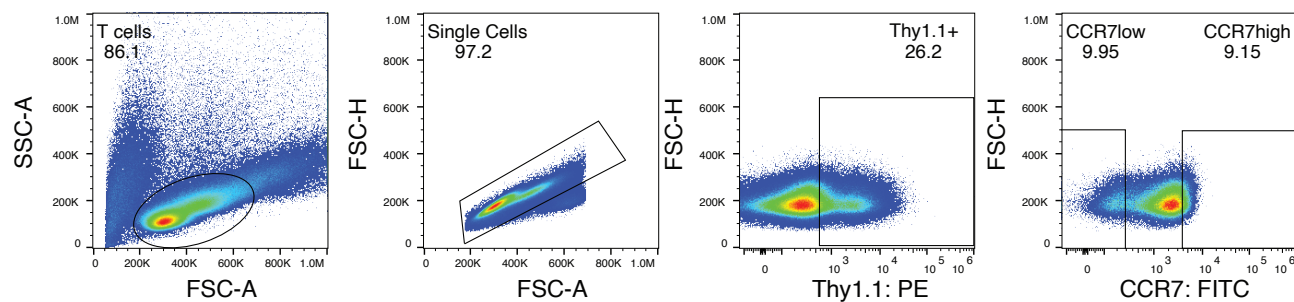 T cells
86.1
1.0M
800K
600K
400K
200K
0
SSC-A
0 200K 400K 600K 800K 1.0M
FSC-A
Single Cells
97.2
1.0M
800K
600K
400K
200K
0
FSC-H
200K 400K 600K 800K 1.0M
FSC-A
Thy1.1+
26.2
1.0M
800K
600K
400K
200K
0
FSC-H
0 10^3 10^4 10^5 10^6
Thy1.1: PE
CCR7low CCR7high
9.95 9.15
1.0M
800K
600K
400K
200K
0
FSC-H
0 10^3 10^4 10^5 10^6
CCR7: FITC